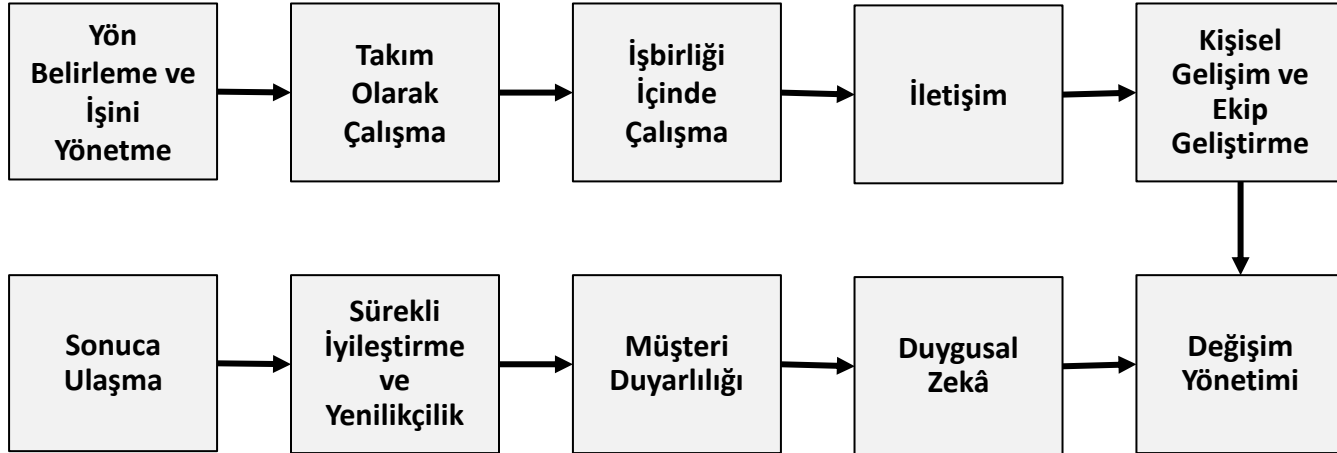 Yön
Belirleme ve
İşini
Yönetme
Takım
Olarak
Çalışma
İşbirliği
İçinde
Çalışma
İletişim
Kişisel
Gelişim ve
Ekip
Geliştirme
Sonuca
Ulaşma
Sürekli
İyileştirme
ve
Yenilikçilik
Müşteri
Duyarlılığı
Duygusal
Zekâ
Değişim
Yönetimi